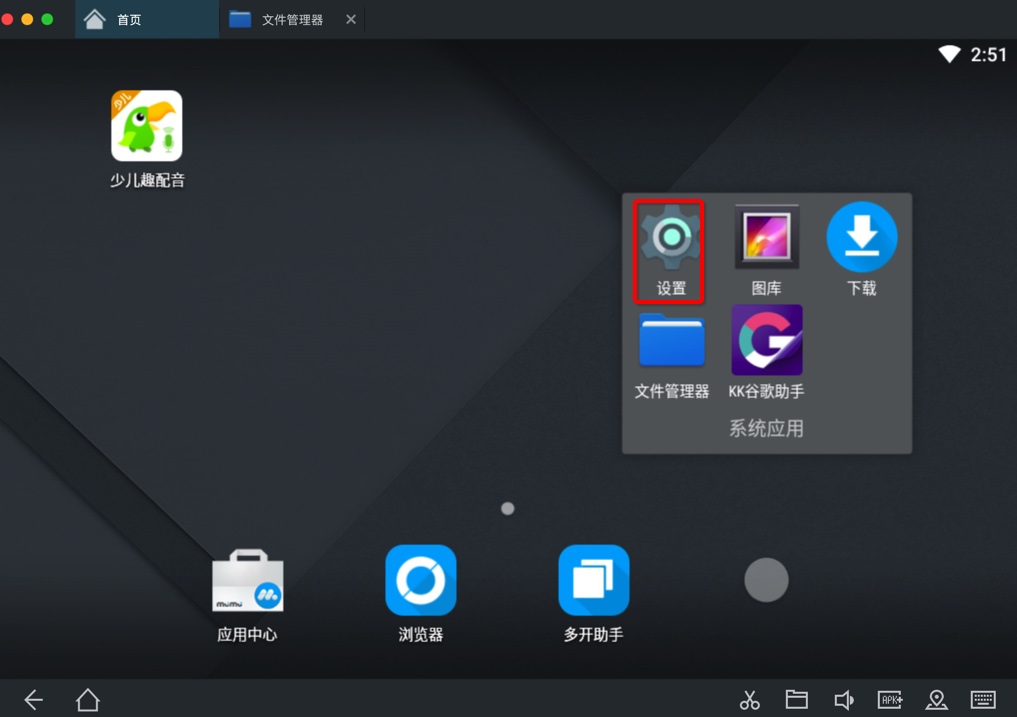 首页
文件管理器
2:51
少儿
少儿趣配音
设置
图库
下载
文件管理器
KK谷歌助手
系统应用
mumu
应用中心
浏览器
多开助手
APK+